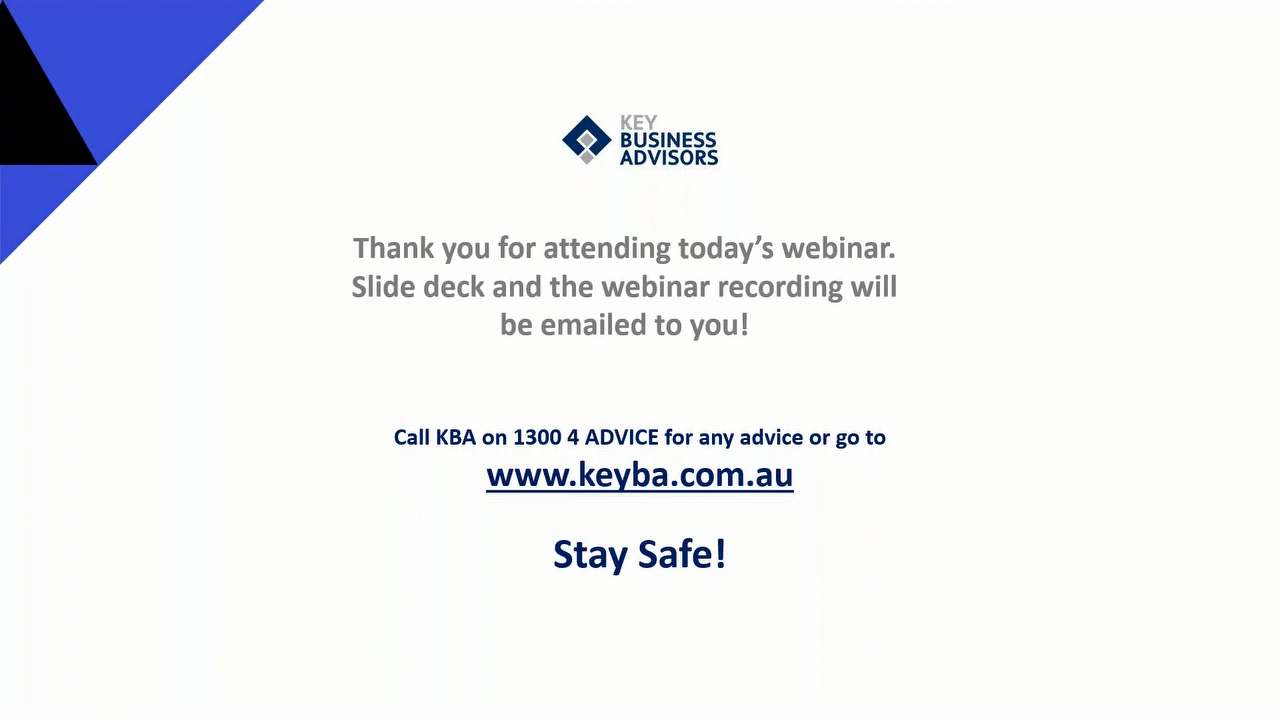 KEY
BUSINESS
ADVISORS
Thank you for attending today’s webinar.
Slide deck and the webinar recording will
be emailed to you!
Call KBA on 1300 4 ADVICE for any advice or go to
www.keyba.com.au
Stay Safe!